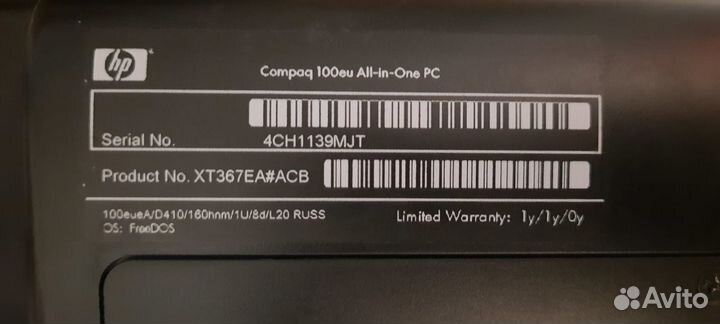 hp
Compaq 100eu All-in-One PC
Serial No. 4CH1139MJT
Product No. XT367EA#ACB
100eueA/D410/160hnm/1U/8d/L20 RUSS Limited Warranty: 1y/1y/0y
OS: FreeDOS
Avito